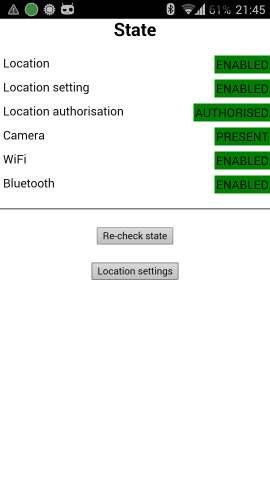 61% 21:45
State
Location ENABLED
Location setting ENABLED
Location authorisation AUTHORISED
Camera PRESENT
WiFi ENABLED
Bluetooth ENABLED
Re-check state
Location settings